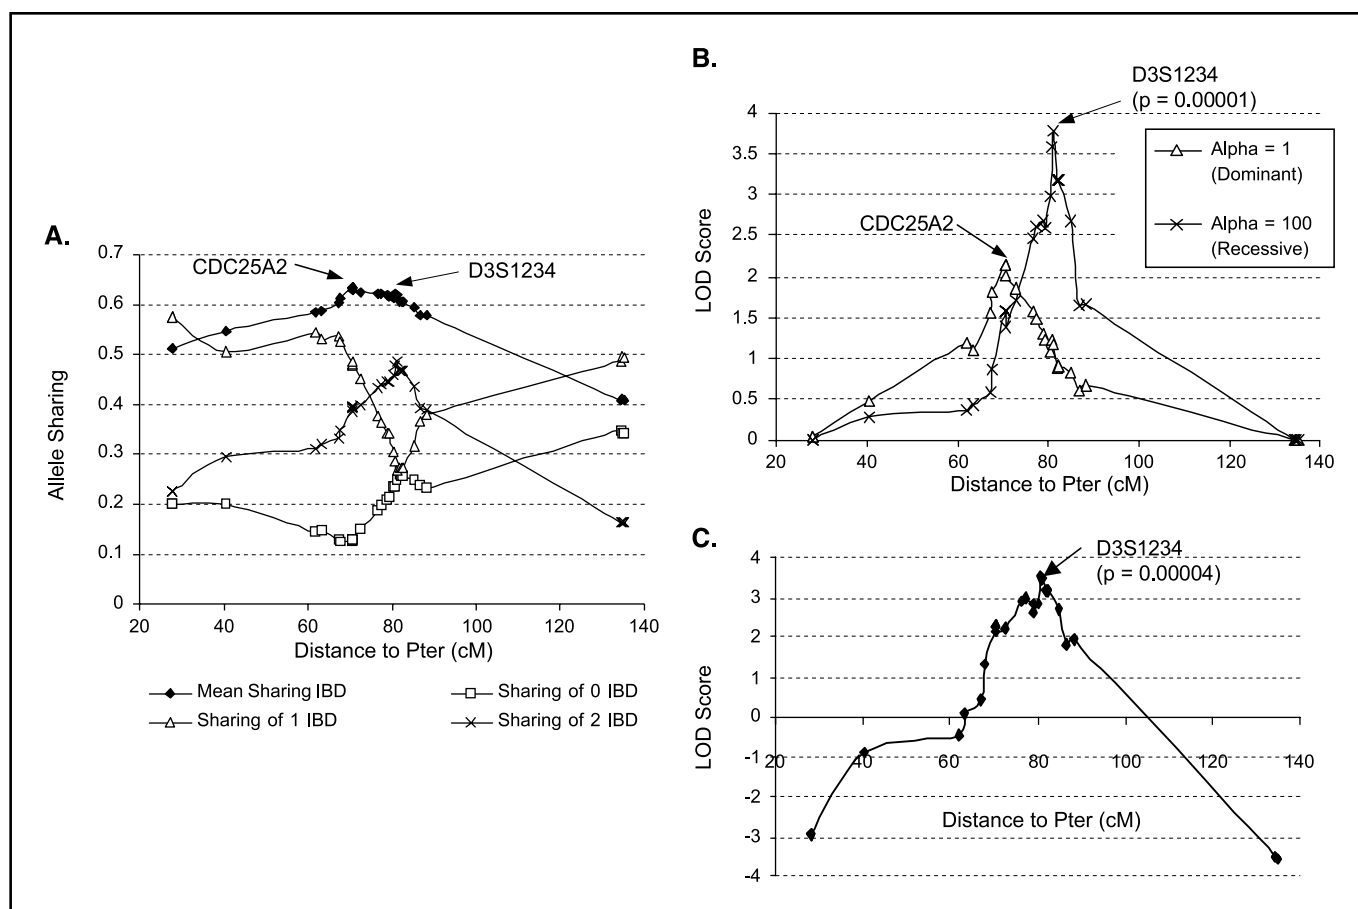 A.
0.7
0.6
0.5
0.4
0.3
0.2
0.1
0
Allele Sharing
CDC25A2
D3S1234
20 40 60 80 100 120 140
Distance to Pter (cM)
Mean Sharing IBD
Sharing of 0 IBD
Sharing of 1 IBD
Sharing of 2 IBD
B.
D3S1234
(p = 0.00001)
CDC25A2
4
3.5
3
2.5
2
1.5
1
0.5
0
LOD Score
Alpha = 1
(Dominant)
Alpha = 100
(Recessive)
20 40 60 80 100 120 140
Distance to Pter (cM)
C.
D3S1234
(p = 0.00004)
4
3
2
1
0
-1
-2
-3
-4
LOD Score
20 40 60 80 100 120 140
Distance to Pter (cM)